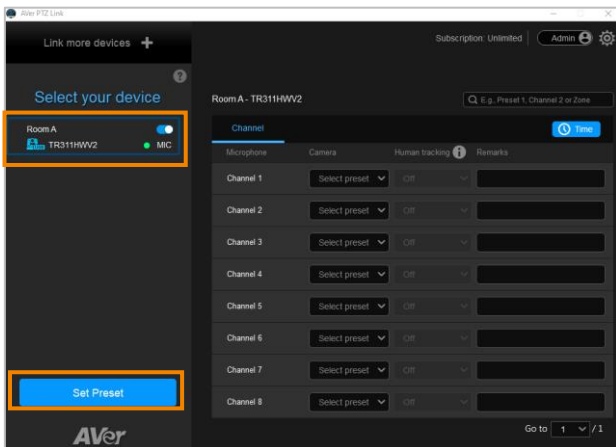 AVer PTZ Link
Link more devices +
Subscription: Unlimited
Admin
?
Select your device
Room A
TR311HWV2
MIC
Set Preset
AVer
Room A - TR311HWV2
E.g., Preset 1, Channel 2 or Zone
Channel
Time
Microphone Camera Human tracking i Remarks
Channel 1 Select preset Off
Channel 2 Select preset Off
Channel 3 Select preset Off
Channel 4 Select preset Off
Channel 5 Select preset Off
Channel 6 Select preset Off
Channel 7 Select preset Off
Channel 8 Select preset Off
Go to 1 / 1